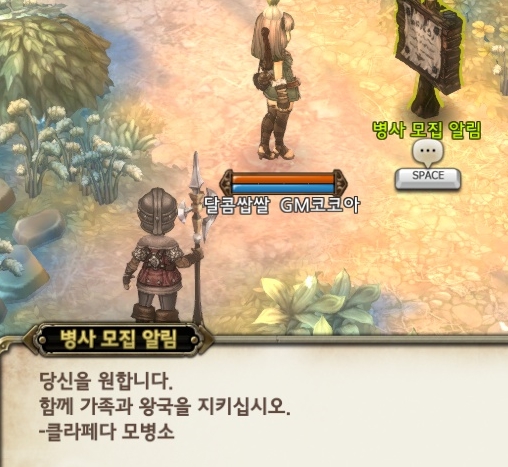 병사 모집 알림
SPACE
달콤쌉쌀 GM코코아
병사 모집 알림
당신을 원합니다.
함께 가족과 왕국을 지키십시오.
-클라페다 모병소